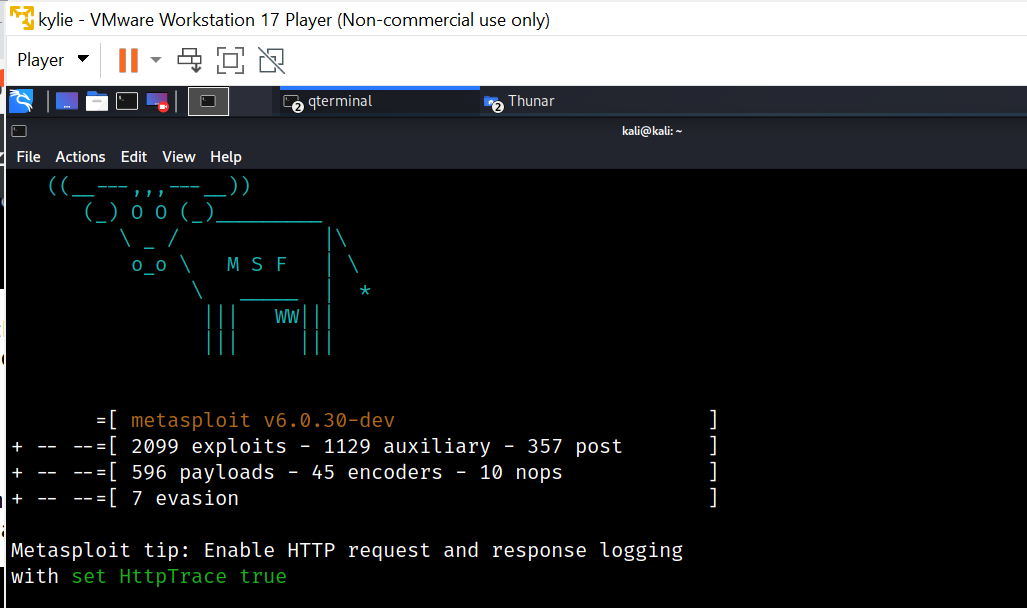 kylie - VMware Workstation 17 Player (Non-commercial use only)
Player
2 qterminal
2 Thunar
kali@kali: ~
File Actions Edit View Help
((__---,,,---__))
(_) O O (_)_________
\ _ / |\
o_o \ M S F | \
\ _____ | *
||| WW|||
||| |||
=[ metasploit v6.0.30-dev ]
+ -- --=[ 2099 exploits - 1129 auxiliary - 357 post ]
+ -- --=[ 596 payloads - 45 encoders - 10 nops ]
+ -- --=[ 7 evasion ]
Metasploit tip: Enable HTTP request and response logging
with set HttpTrace true